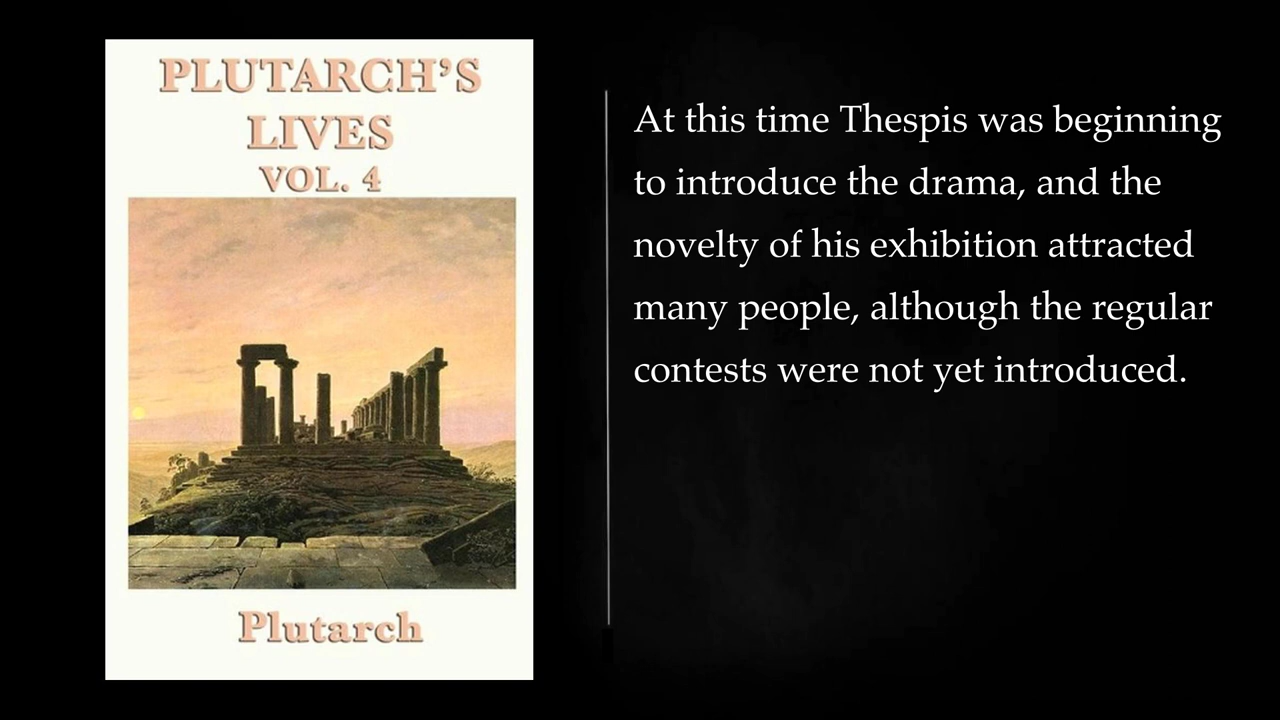 PLUTARCH'S
LIVES
VOL. 4
Plutarch
At this time Thespis was beginning
to introduce the drama, and the
novelty of his exhibition attracted
many people, although the regular
contests were not yet introduced.